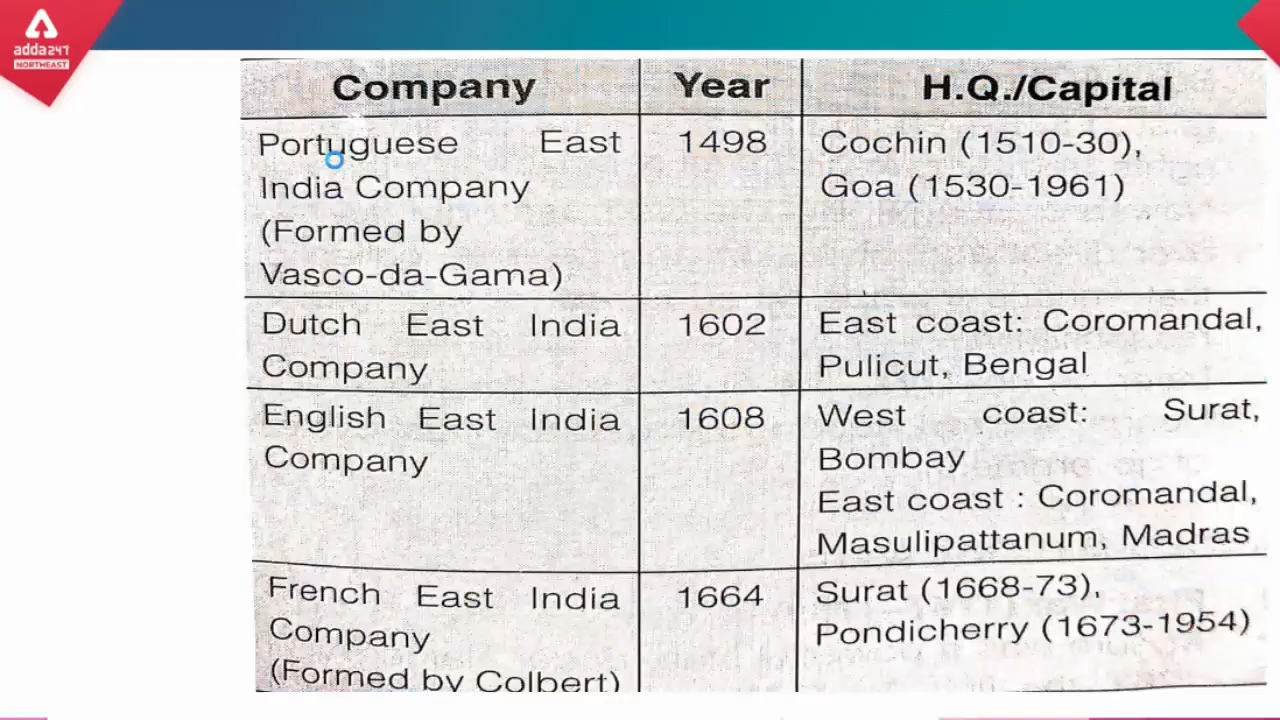 adda247
NORTHEAST
Company Year H.Q./Capital
Portuguese East 1498 Cochin (1510-30),
India Company Goa (1530-1961)
(Formed by
Vasco-da-Gama)
Dutch East India 1602 East coast: Coromandal,
Company Pulicut, Bengal
English East India 1608 West coast: Surat,
Company Bombay
East coast : Coromandal,
Masulipattanum, Madras
French East India 1664 Surat (1668-73),
Company Pondicherry (1673-1954)
(Formed by Colbert)